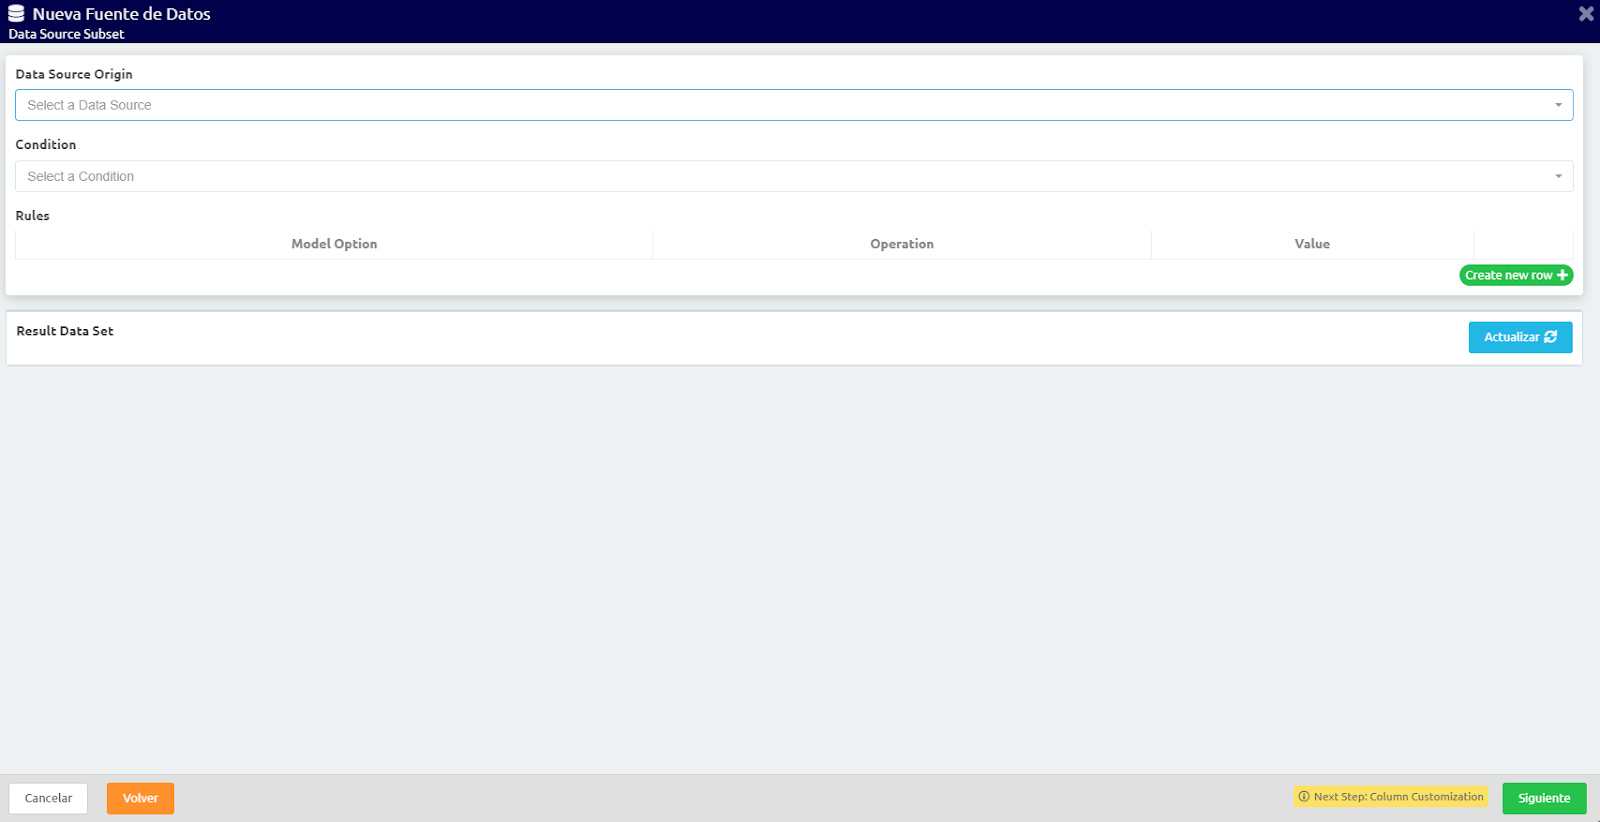 Nueva Fuente de Datos
Data Source Subset
Data Source Origin
Select a Data Source
Condition
Select a Condition
Rules
Model Option Operation Value
Create new row
Result Data Set
Actualizar
Cancelar Volver Next Step: Column Customization Siguiente